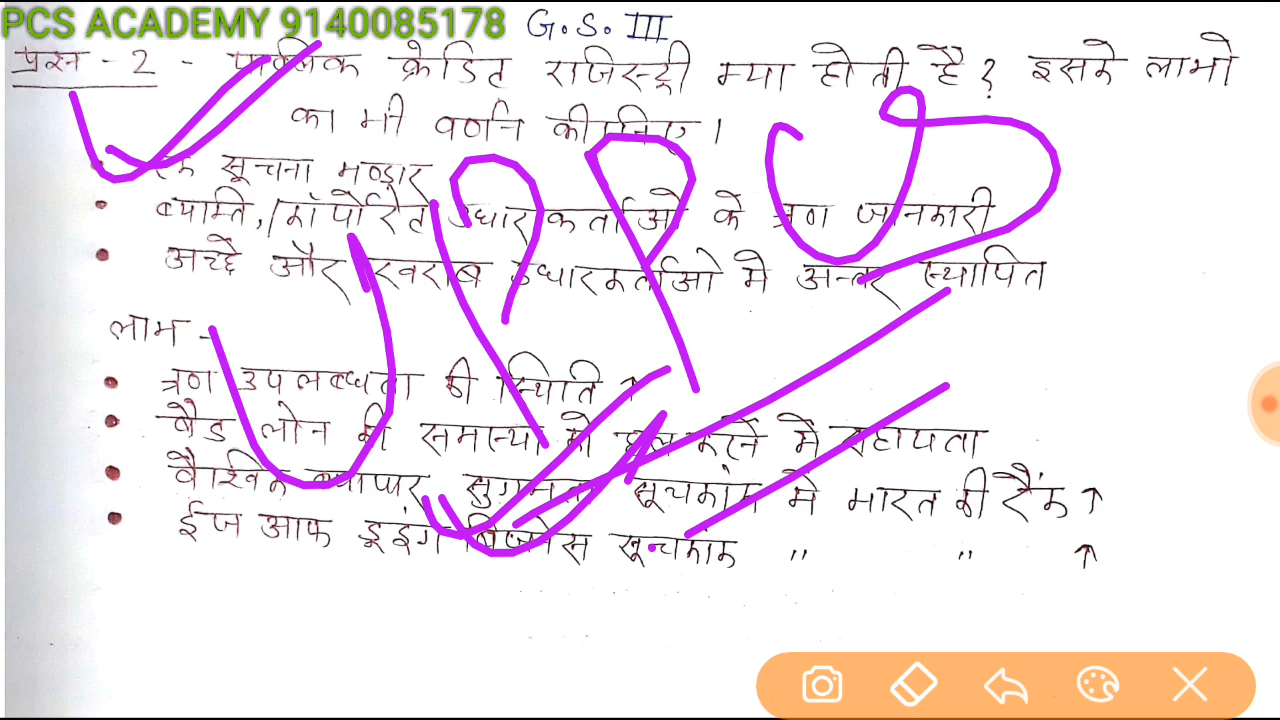 PCS ACADEMY 9140085178 G.S. III
प्रश्न - 2 - पब्लिक क्रेडिट रजिस्ट्री क्या होती है? इसके लाभो
का भी वर्णन कीजिए।
एक सूचना भण्डार
व्यक्ति,/कॉर्पोरेट उधारकर्ताओ के ऋण जानकारी
अच्छे और खराब उधारकर्ताओ मे अन्तर स्थापित
लाभ -
ऋण उपलब्धता की स्थिति ↑
बैड लोन की समस्या को हल करने मे सहायता
वैश्विक व्यापार सुगमता सूचकांक मे भारत की रैंक ↑
ईज आफ डूइंग बिजनेस सूचकांक " " ↑